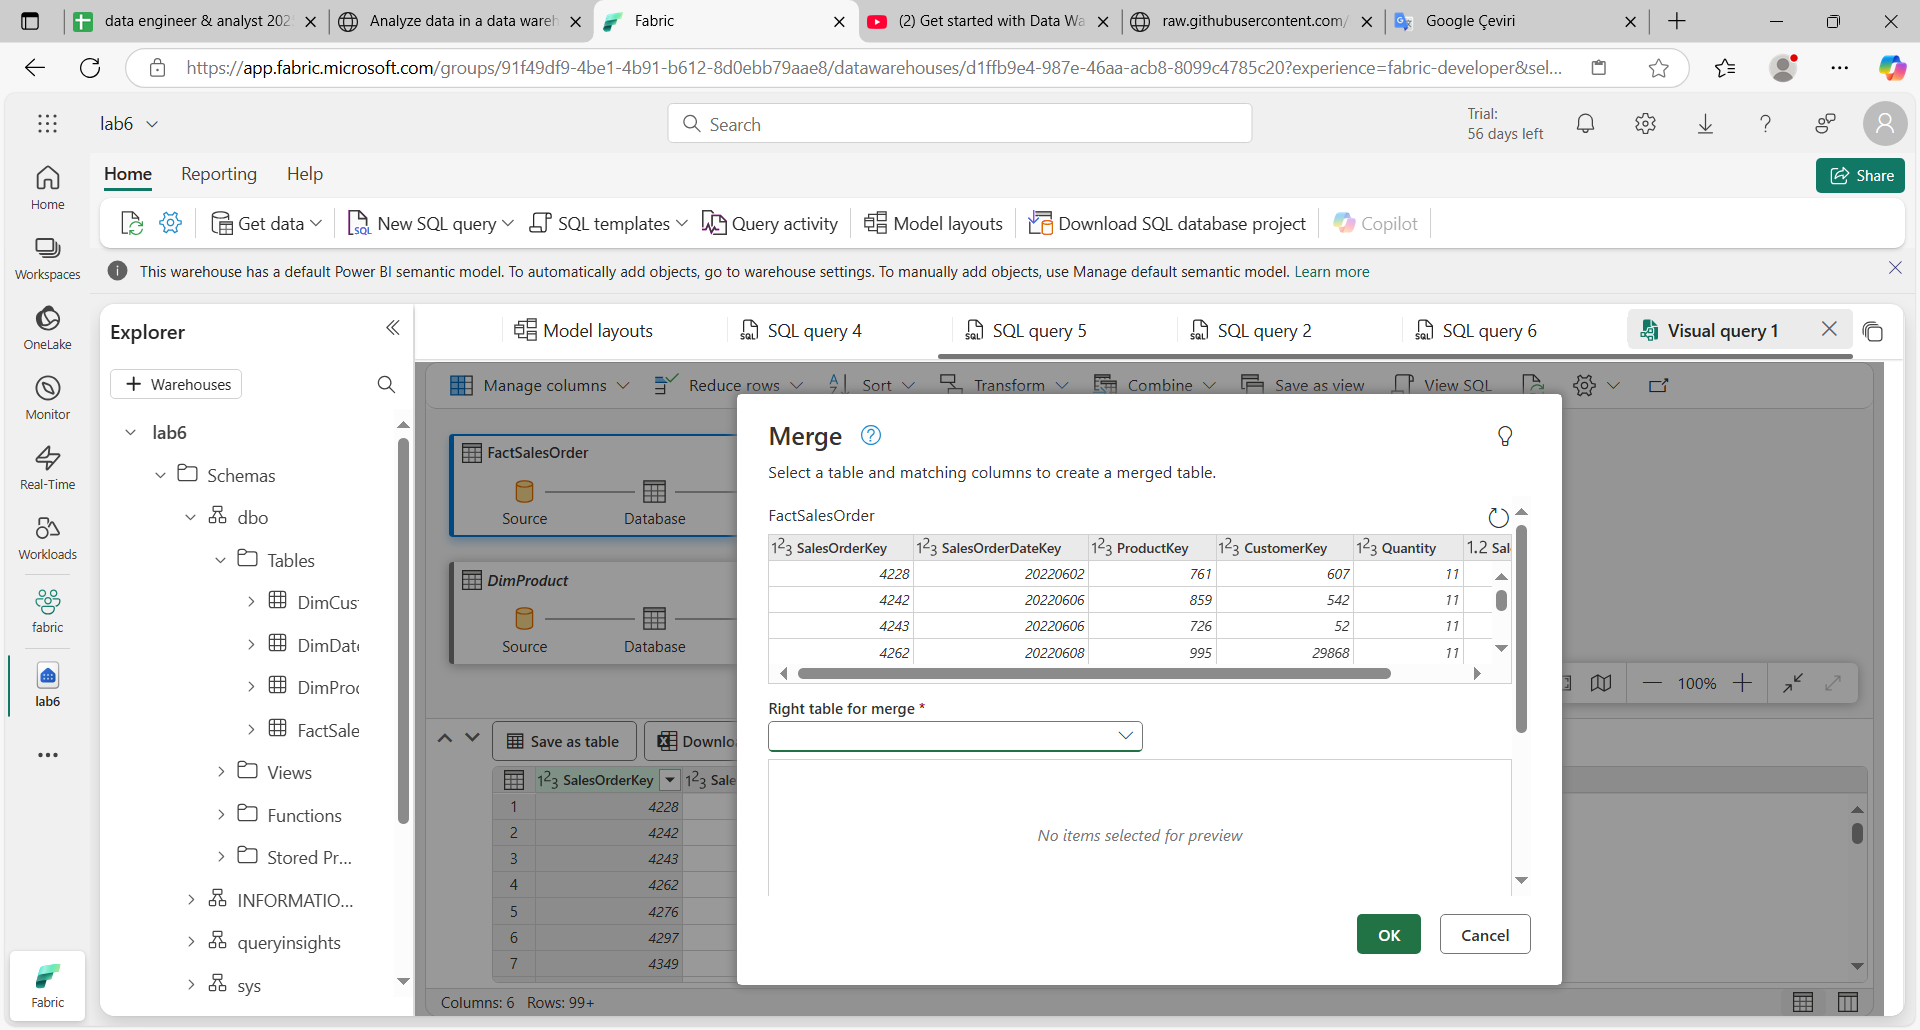 data engineer & analyst 202
Analyze data in a data wareh
Fabric
(2) Get started with Data Wa
raw.githubusercontent.com/
Google Çeviri
https://app.fabric.microsoft.com/groups/91f49df9-4be1-4b91-b612-8d0ebb79aae8/datawarehouses/d1ffb9e4-987e-46aa-acb8-8099c4785c20?experience=fabric-developer&sel...
lab6
Search
Trial:
56 days left
Home
Reporting
Help
Share
Get data
New SQL query
SQL templates
Query activity
Model layouts
Download SQL database project
Copilot
This warehouse has a default Power BI semantic model. To automatically add objects, go to warehouse settings. To manually add objects, use Manage default semantic model. Learn more
Home
Workspaces
OneLake
Monitor
Real-Time
Workloads
fabric
lab6
Fabric
Explorer
+ Warehouses
lab6
Schemas
dbo
Tables
DimCus
DimDate
DimProd
FactSale
Views
Functions
Stored Pr...
INFORMATIO...
queryinsights
sys
Model layouts
SQL query 4
SQL query 5
SQL query 2
SQL query 6
Visual query 1
Manage columns
Reduce rows
Sort
Transform
Combine
Save as view
View SQL
FactSalesOrder
Source
Database
DimProduct
Source
Database
100%
Save as table
Downlo
123 SalesOrderKey 123 Sale
1 4228
2 4242
3 4243
4 4262
5 4276
6 4297
7 4349
Columns: 6 Rows: 99+
Merge
Select a table and matching columns to create a merged table.
FactSalesOrder
123 SalesOrderKey 123 SalesOrderDateKey 123 ProductKey 123 CustomerKey 123 Quantity 1.2 Sal
4228 20220602 761 607 11
4242 20220606 859 542 11
4243 20220606 726 52 11
4262 20220608 995 29868 11
Right table for merge *
No items selected for preview
OK
Cancel